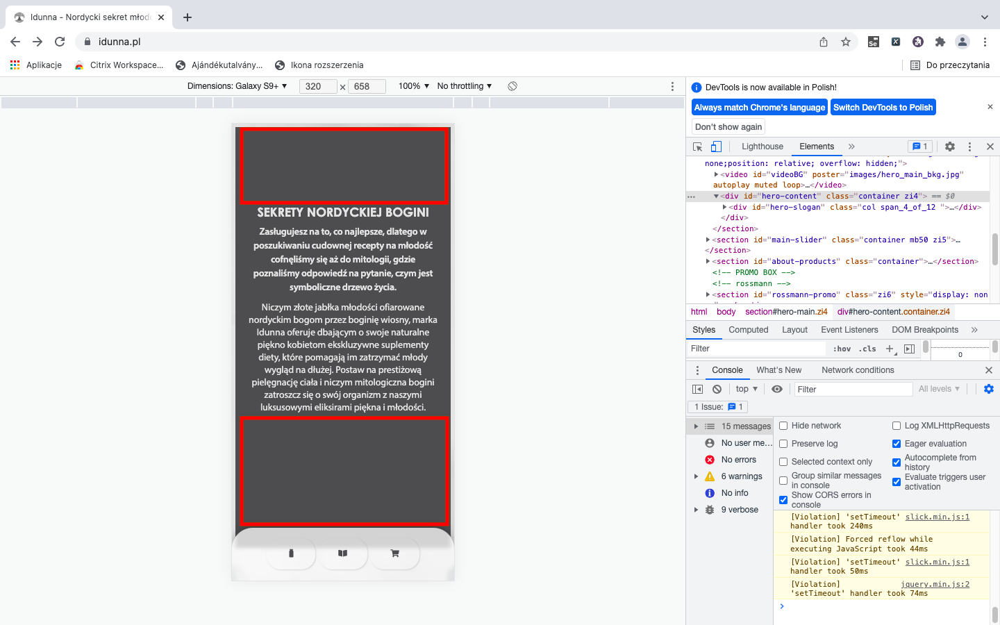 Idunna - Nordycki sekret młodo
idunna.pl
Aplikacje
Citrix Workspace...
Ajándékutalvány...
Ikona rozszerzenia
Do przeczytania
Dimensions: Galaxy S9+ ▼
320 × 658
100% ▼
No throttling ▼
SEKRETY NORDYCKIEJ BOGINI
Zasługujesz na to, co najlepsze, dlatego w
poszukiwaniu cudownej recepty na młodość
cofnęliśmy się aż do mitologii, gdzie
poznaliśmy odpowiedź na pytanie, czym jest
symboliczne drzewo życia.
Niczym złote jabłka młodości ofiarowane
nordyckim bogom przez boginię wiosny, marka
Idunna oferuje dbającym o swoje naturalne
piękno kobietom ekskluzywne suplementy
diety, które pomagają im zatrzymać młody
wygląd na dłużej. Postaw na prestiżową
pielęgnację ciała i niczym mitologiczna bogini
zatroszcz się o swój organizm z naszymi
luksusowymi eliksirami piękna i młodości.
DevTools is now available in Polish!
Always match Chrome's language
Switch DevTools to Polish
Don't show again
Lighthouse
Elements
»
1
none;position: relative; overflow: hidden;">
<video id="videoBG" poster="images/hero_main_bkg.jpg"
autoplay muted loop>…</video>
<div id="hero-content" class="container zi4"> == $0
<div id="hero-slogan" class="col span_4_of_12 ">…</div>
</div>
</section>
<section id="main-slider" class="container mb50 zi5">…
</section>
<section id="about-products" class="container">…</section>
<!-- PROMO BOX -->
<!-- rossmann -->
<section id="rossmann-promo" class="zi6" style="display: non
html
body
section#hero-main.zi4
div#hero-content.container.zi4
Styles
Computed
Layout
Event Listeners
DOM Breakpoints
»
Filter
:hov
.cls
0
Console
What's New
Network conditions
top ▼
Filter
All levels ▼
1 Issue: 1
15 messages
No user me...
No errors
6 warnings
No info
9 verbose
Hide network
Log XMLHttpRequests
Preserve log
Eager evaluation
Selected context only
Autocomplete from
history
Group similar messages
in console
Evaluate triggers user
activation
Show CORS errors in
console
[Violation] 'setTimeout' slick.min.js:1
handler took 240ms
[Violation] Forced reflow while
executing JavaScript took 44ms
[Violation] 'setTimeout' slick.min.js:1
handler took 50ms
[Violation] jquery.min.js:2
'setTimeout' handler took 74ms